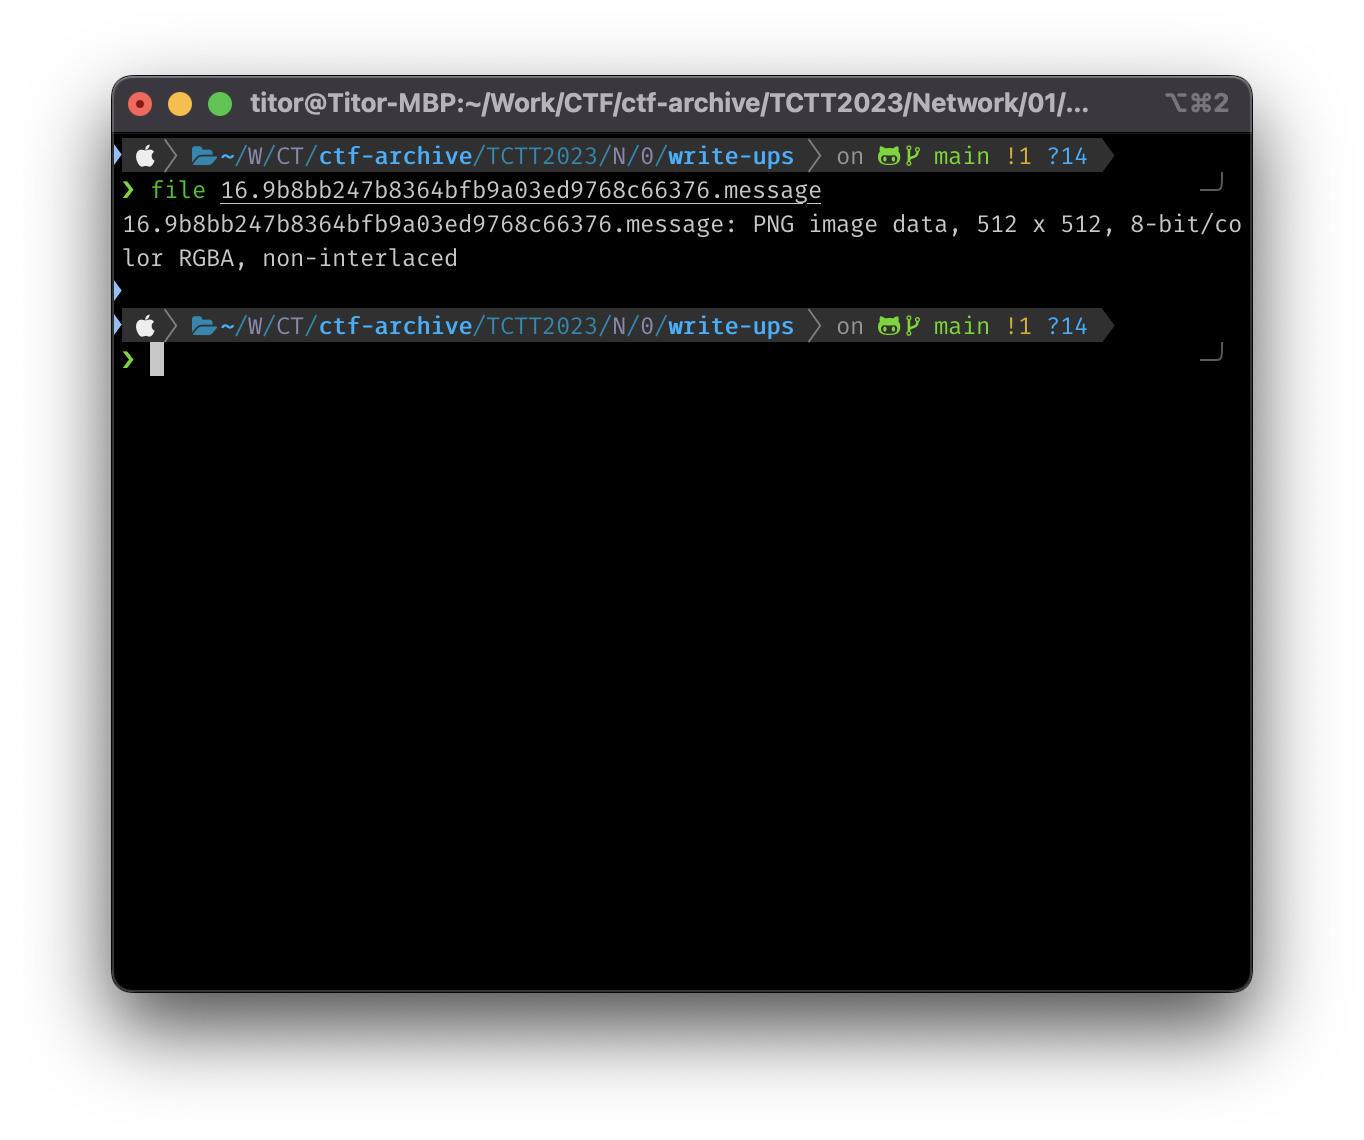 titor@Titor-MBP:~/Work/CTF/ctf-archive/TCTT2023/Network/01/... ⌥⌘2
~/W/CT/ctf-archive/TCTT2023/N/0/write-ups on main !1 ?14
❯ file 16.9b8bb247b8364bfb9a03ed9768c66376.message
16.9b8bb247b8364bfb9a03ed9768c66376.message: PNG image data, 512 x 512, 8-bit/co
lor RGBA, non-interlaced
~/W/CT/ctf-archive/TCTT2023/N/0/write-ups on main !1 ?14
❯